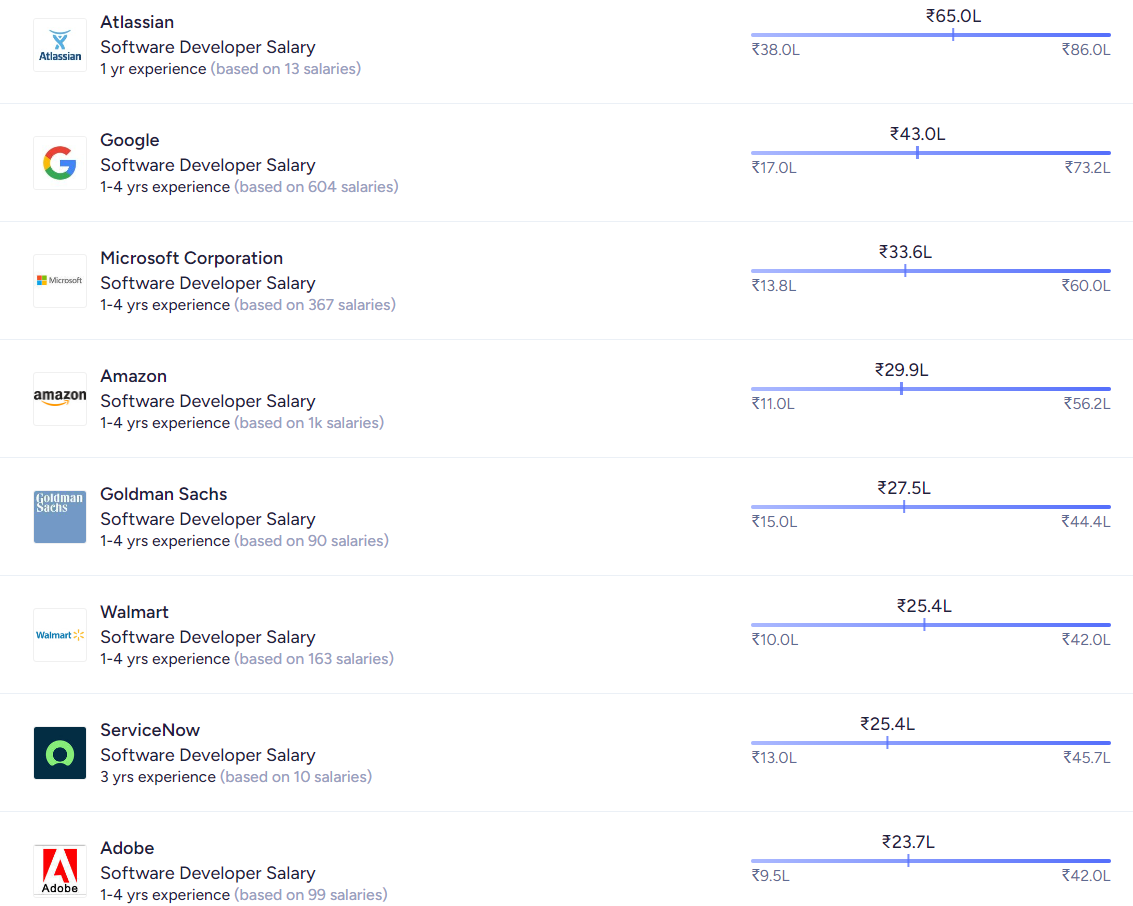 Atlassian
₹65.0L
Atlassian
Software Developer Salary
₹38.0L ₹86.0L
1 yr experience (based on 13 salaries)
Google
₹43.0L
Software Developer Salary
₹17.0L ₹73.2L
1-4 yrs experience (based on 604 salaries)
Microsoft Corporation
₹33.6L
Microsoft
Software Developer Salary
₹13.8L ₹60.0L
1-4 yrs experience (based on 367 salaries)
Amazon
₹29.9L
amazon
Software Developer Salary
₹11.0L ₹56.2L
1-4 yrs experience (based on 1k salaries)
Goldman Sachs
₹27.5L
Goldman
Sachs
Software Developer Salary
₹15.0L ₹44.4L
1-4 yrs experience (based on 90 salaries)
Walmart
₹25.4L
Walmart
Software Developer Salary
₹10.0L ₹42.0L
1-4 yrs experience (based on 163 salaries)
ServiceNow
₹25.4L
Software Developer Salary
₹13.0L ₹45.7L
3 yrs experience (based on 10 salaries)
Adobe
₹23.7L
Adobe
Software Developer Salary
₹9.5L ₹42.0L
1-4 yrs experience (based on 99 salaries)